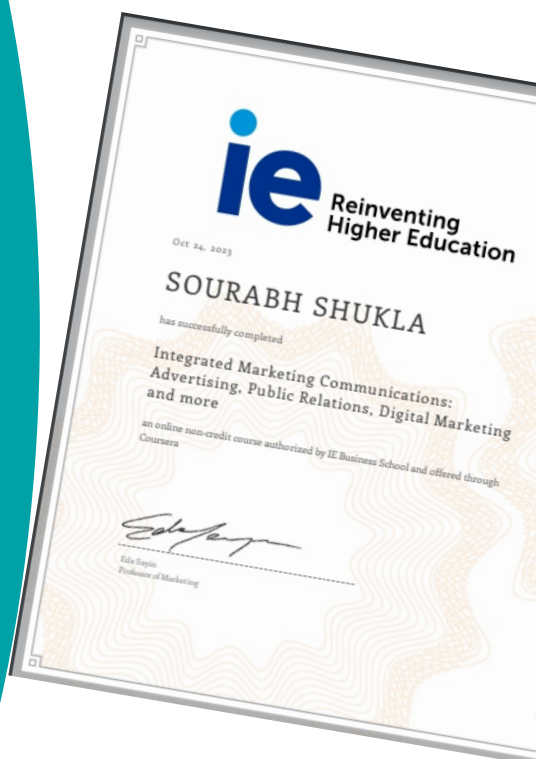 ie
Reinventing
Higher Education
Oct 24, 2023
SOURABH SHUKLA
has successfully completed
Integrated Marketing Communications:
Advertising, Public Relations, Digital Marketing
and more
an online non-credit course authorized by IE Business School and offered through
Coursera
Eda Sayin
Professor of Marketing